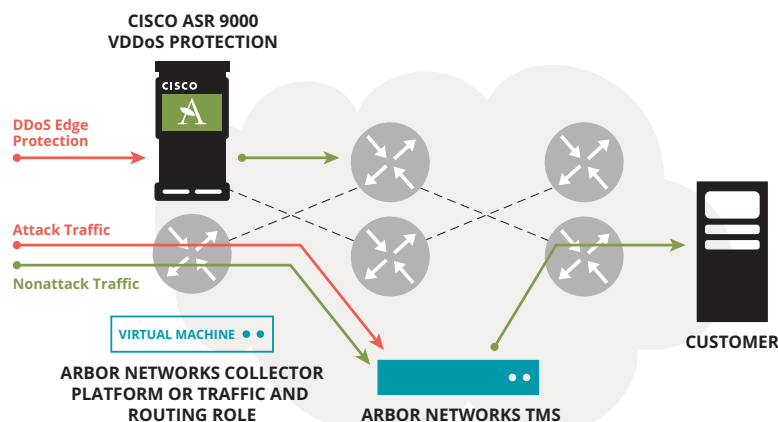 CISCO ASR 9000
VDDoS PROTECTION
CISCO
A
DDoS Edge
Protection
Attack Traffic
Nonattack Traffic
VIRTUAL MACHINE
ARBOR NETWORKS COLLECTOR
PLATFORM OR TRAFFIC AND
ROUTING ROLE
ARBOR NETWORKS TMS
CUSTOMER